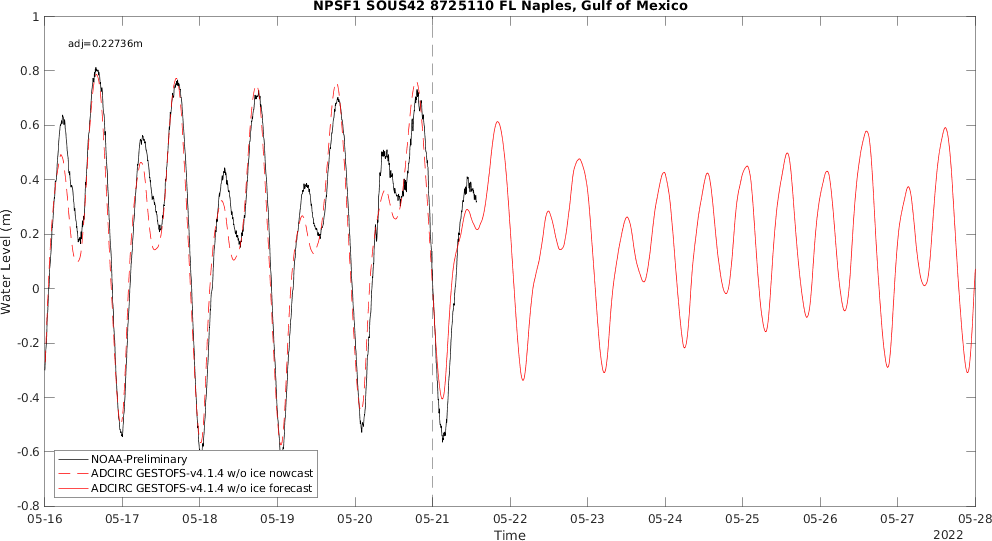 NPSF1 SOUS42 8725110 FL Naples, Gulf of Mexico
adj=0.22736m
1
0.8
0.6
0.4
0.2
0
-0.2
-0.4
-0.6
-0.8
Water Level (m)
NOAA-Preliminary
ADCIRC GESTOFS-v4.1.4 w/o ice nowcast
ADCIRC GESTOFS-v4.1.4 w/o ice forecast
05-16 05-17 05-18 05-19 05-20 05-21 05-22 05-23 05-24 05-25 05-26 05-27 05-28
Time
2022